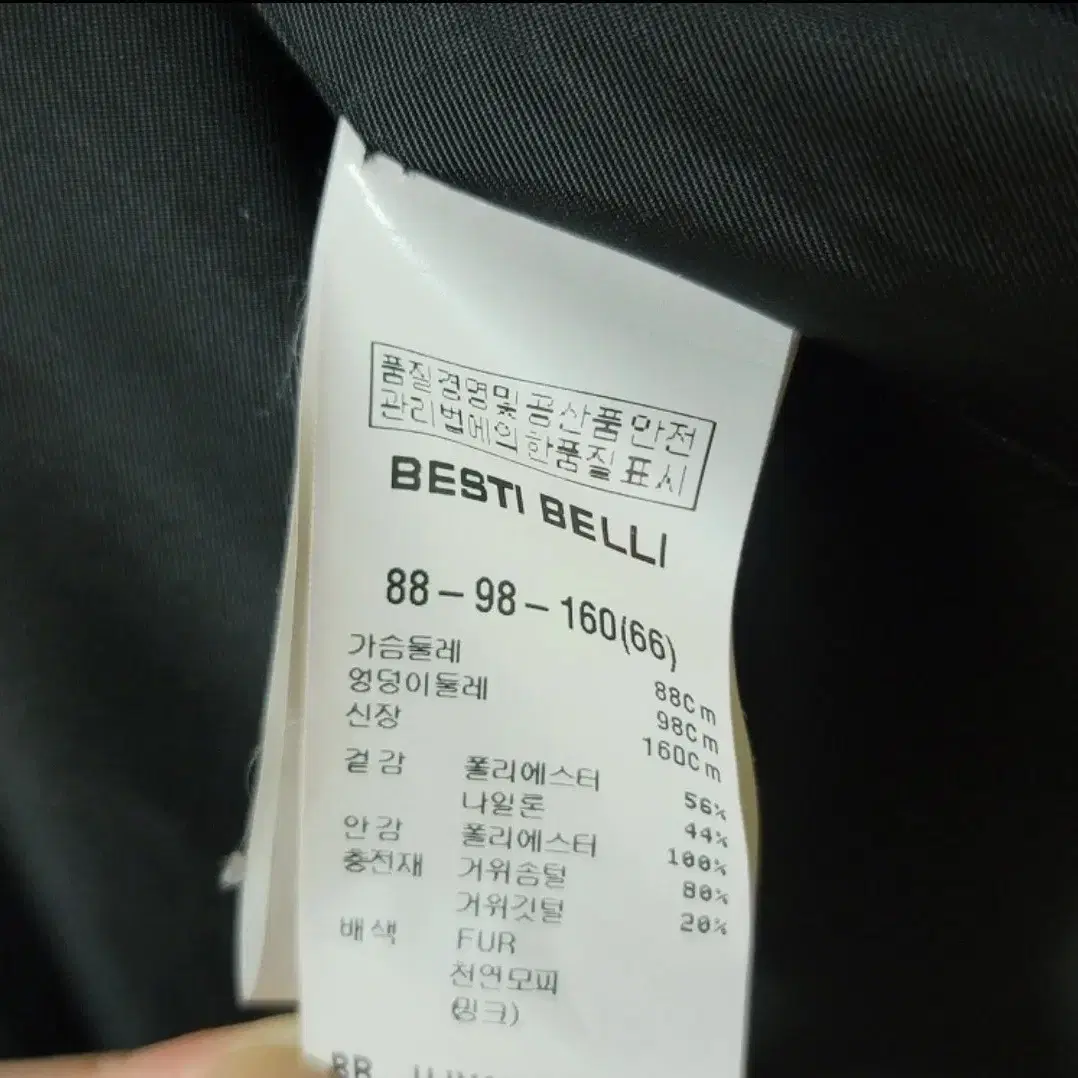 품질경영및공산품안전
관리법에의한품질표시
BESTI BELLI
88-98-160(66)
가슴둘레 88Cm
엉덩이둘레 98Cm
신장 160Cm
겉감 폴리에스터 56%
나일론 44%
안감 폴리에스터 100%
충전재 거위솜털 80%
거위깃털 20%
배색 FUR
천연모피
(밍크)